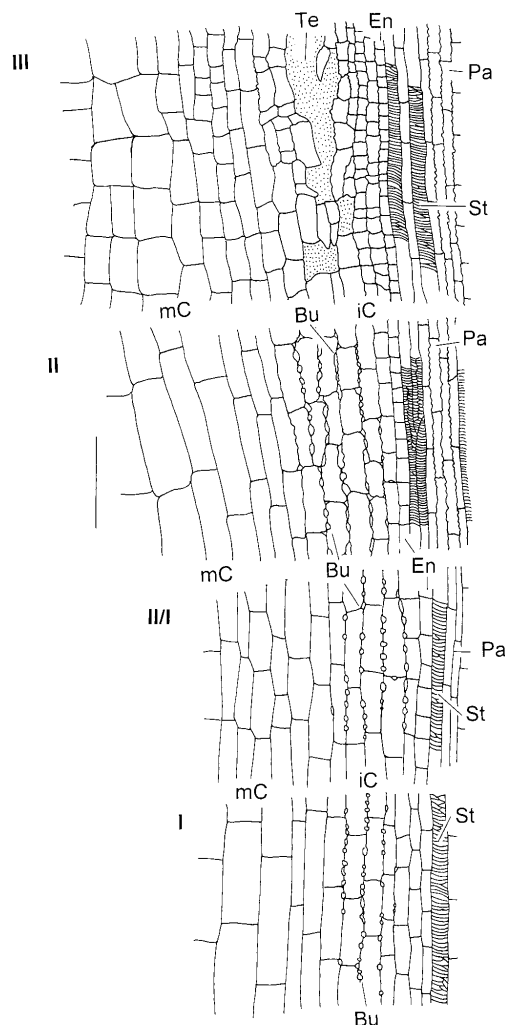 Te En
III
Pa
St
mC Bu iC
Pa
II
mC Bu En
II/I
Pa
St
mC iC
St
I
Bu